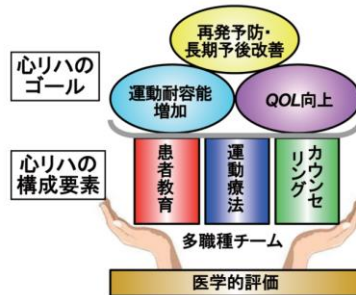 再発予防・
長期予後改善
心リハの
ゴール
運動耐容能
増加
QOL向上
心リハの
構成要素
患者教育
運動療法
カウンセ
リング
多職種チーム
医学的評価